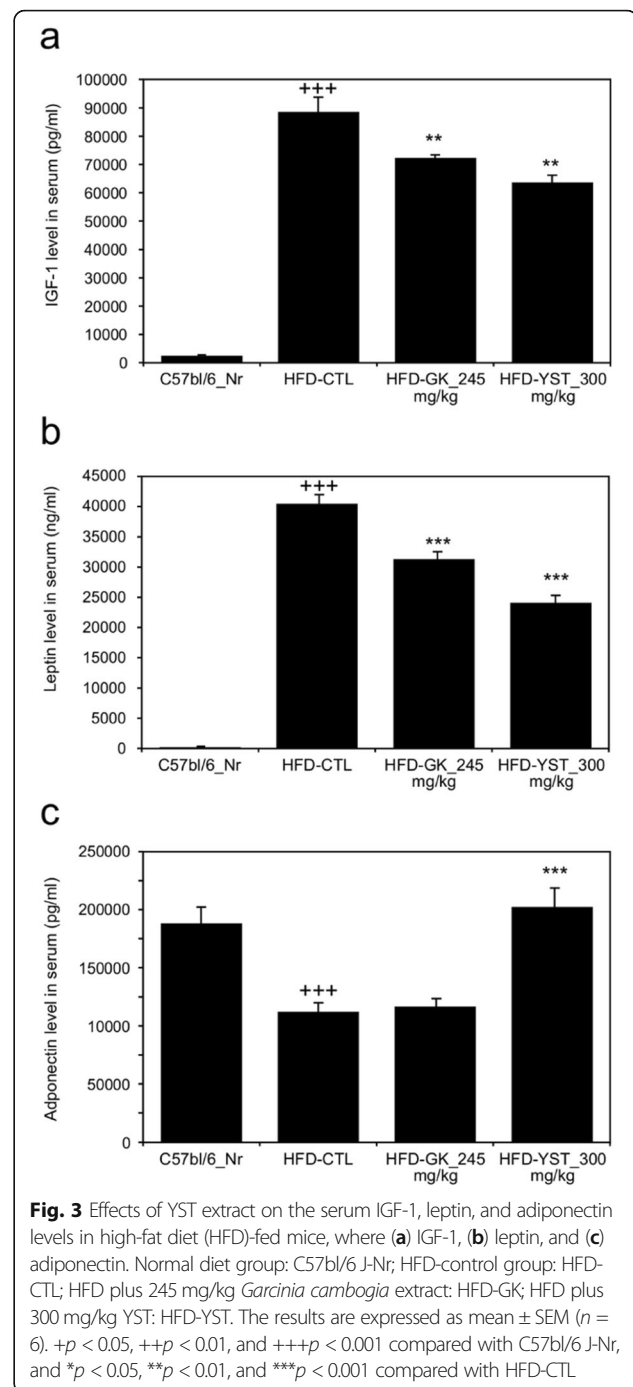 a
+++
**
**
100000
90000
80000
70000
60000
50000
40000
30000
20000
10000
0
IGF-1 level in serum (pg/ml)
C57bl/6_Nr HFD-CTL HFD-GK_245 HFD-YST_300
mg/kg mg/kg
b
+++
***
***
45000
40000
35000
30000
25000
20000
15000
10000
5000
0
Leptin level in serum (ng/ml)
C57bl/6_Nr HFD-CTL HFD-GK_245 HFD-YST_300
mg/kg mg/kg
c
***
+++
250000
200000
150000
10000
50000
0
Adponectin level in serum (pg/ml)
C57bl/6_Nr HFD-CTL HFD-GK_245 HFD-YST_300
mg/kg mg/kg
Fig. 3 Effects of YST extract on the serum IGF-1, leptin, and adiponectin
levels in high-fat diet (HFD)-fed mice, where (a) IGF-1, (b) leptin, and (c)
adiponectin. Normal diet group: C57bl/6 J-Nr; HFD-control group: HFD-
CTL; HFD plus 245 mg/kg Garcinia cambogia extract: HFD-GK; HFD plus
300 mg/kg YST: HFD-YST. The results are expressed as mean ± SEM (n =
6). +p < 0.05, ++p < 0.01, and +++p < 0.001 compared with C57bl/6 J-Nr,
and *p < 0.05, **p < 0.01, and ***p < 0.001 compared with HFD-CTL